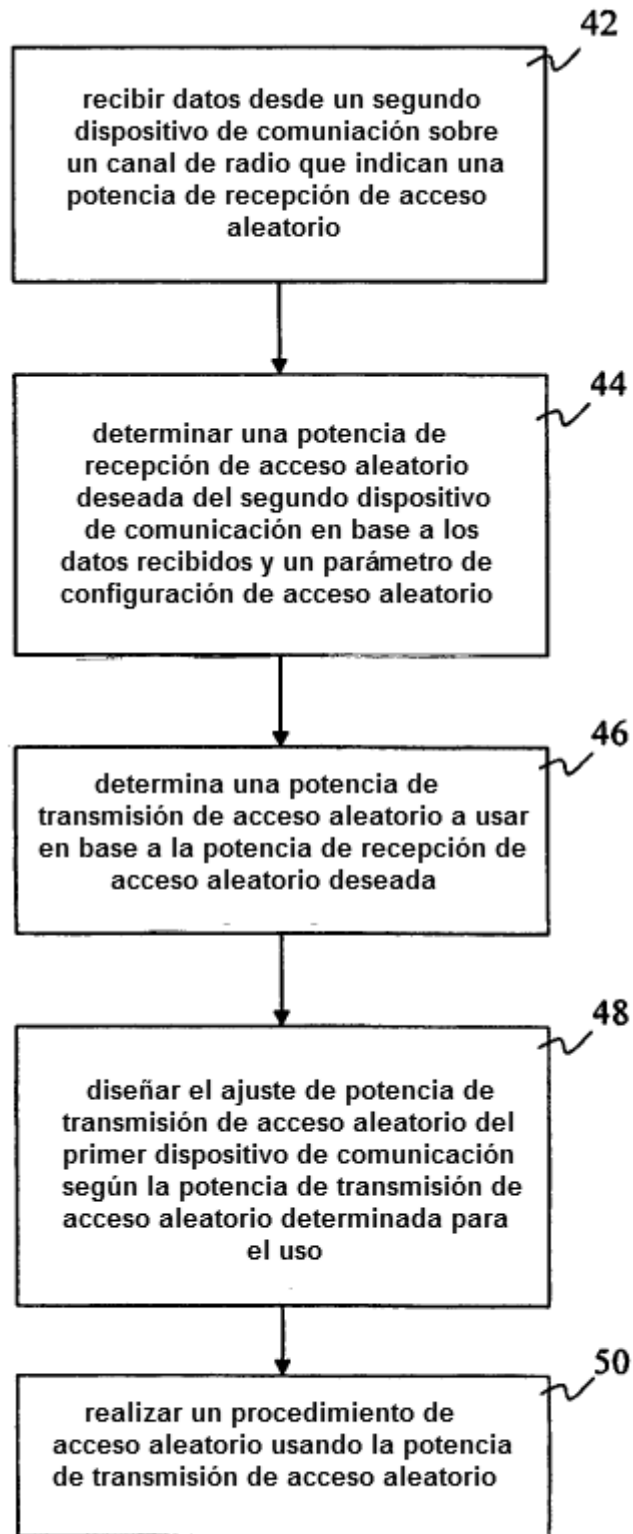 42
recibir datos desde un segundo
dispositivo de comuniación sobre
un canal de radio que indican una
potencia de recepción de acceso
aleatorio
44
determinar una potencia de
recepción de acceso aleatorio
deseada del segundo dispositivo
de comunicación en base a los
datos recibidos y un parámetro de
configuración de acceso aleatorio
46
determina una potencia de
transmisión de acceso aleatorio a usar
en base a la potencia de recepción de
acceso aleatorio deseada
48
diseñar el ajuste de potencia de
transmisión de acceso aleatorio del
primer dispositivo de comunicación
según la potencia de transmisión de
acceso aleatorio determinada para
el uso
50
realizar un procedimiento de
acceso aleatorio usando la potencia
de transmisión de acceso aleatorio